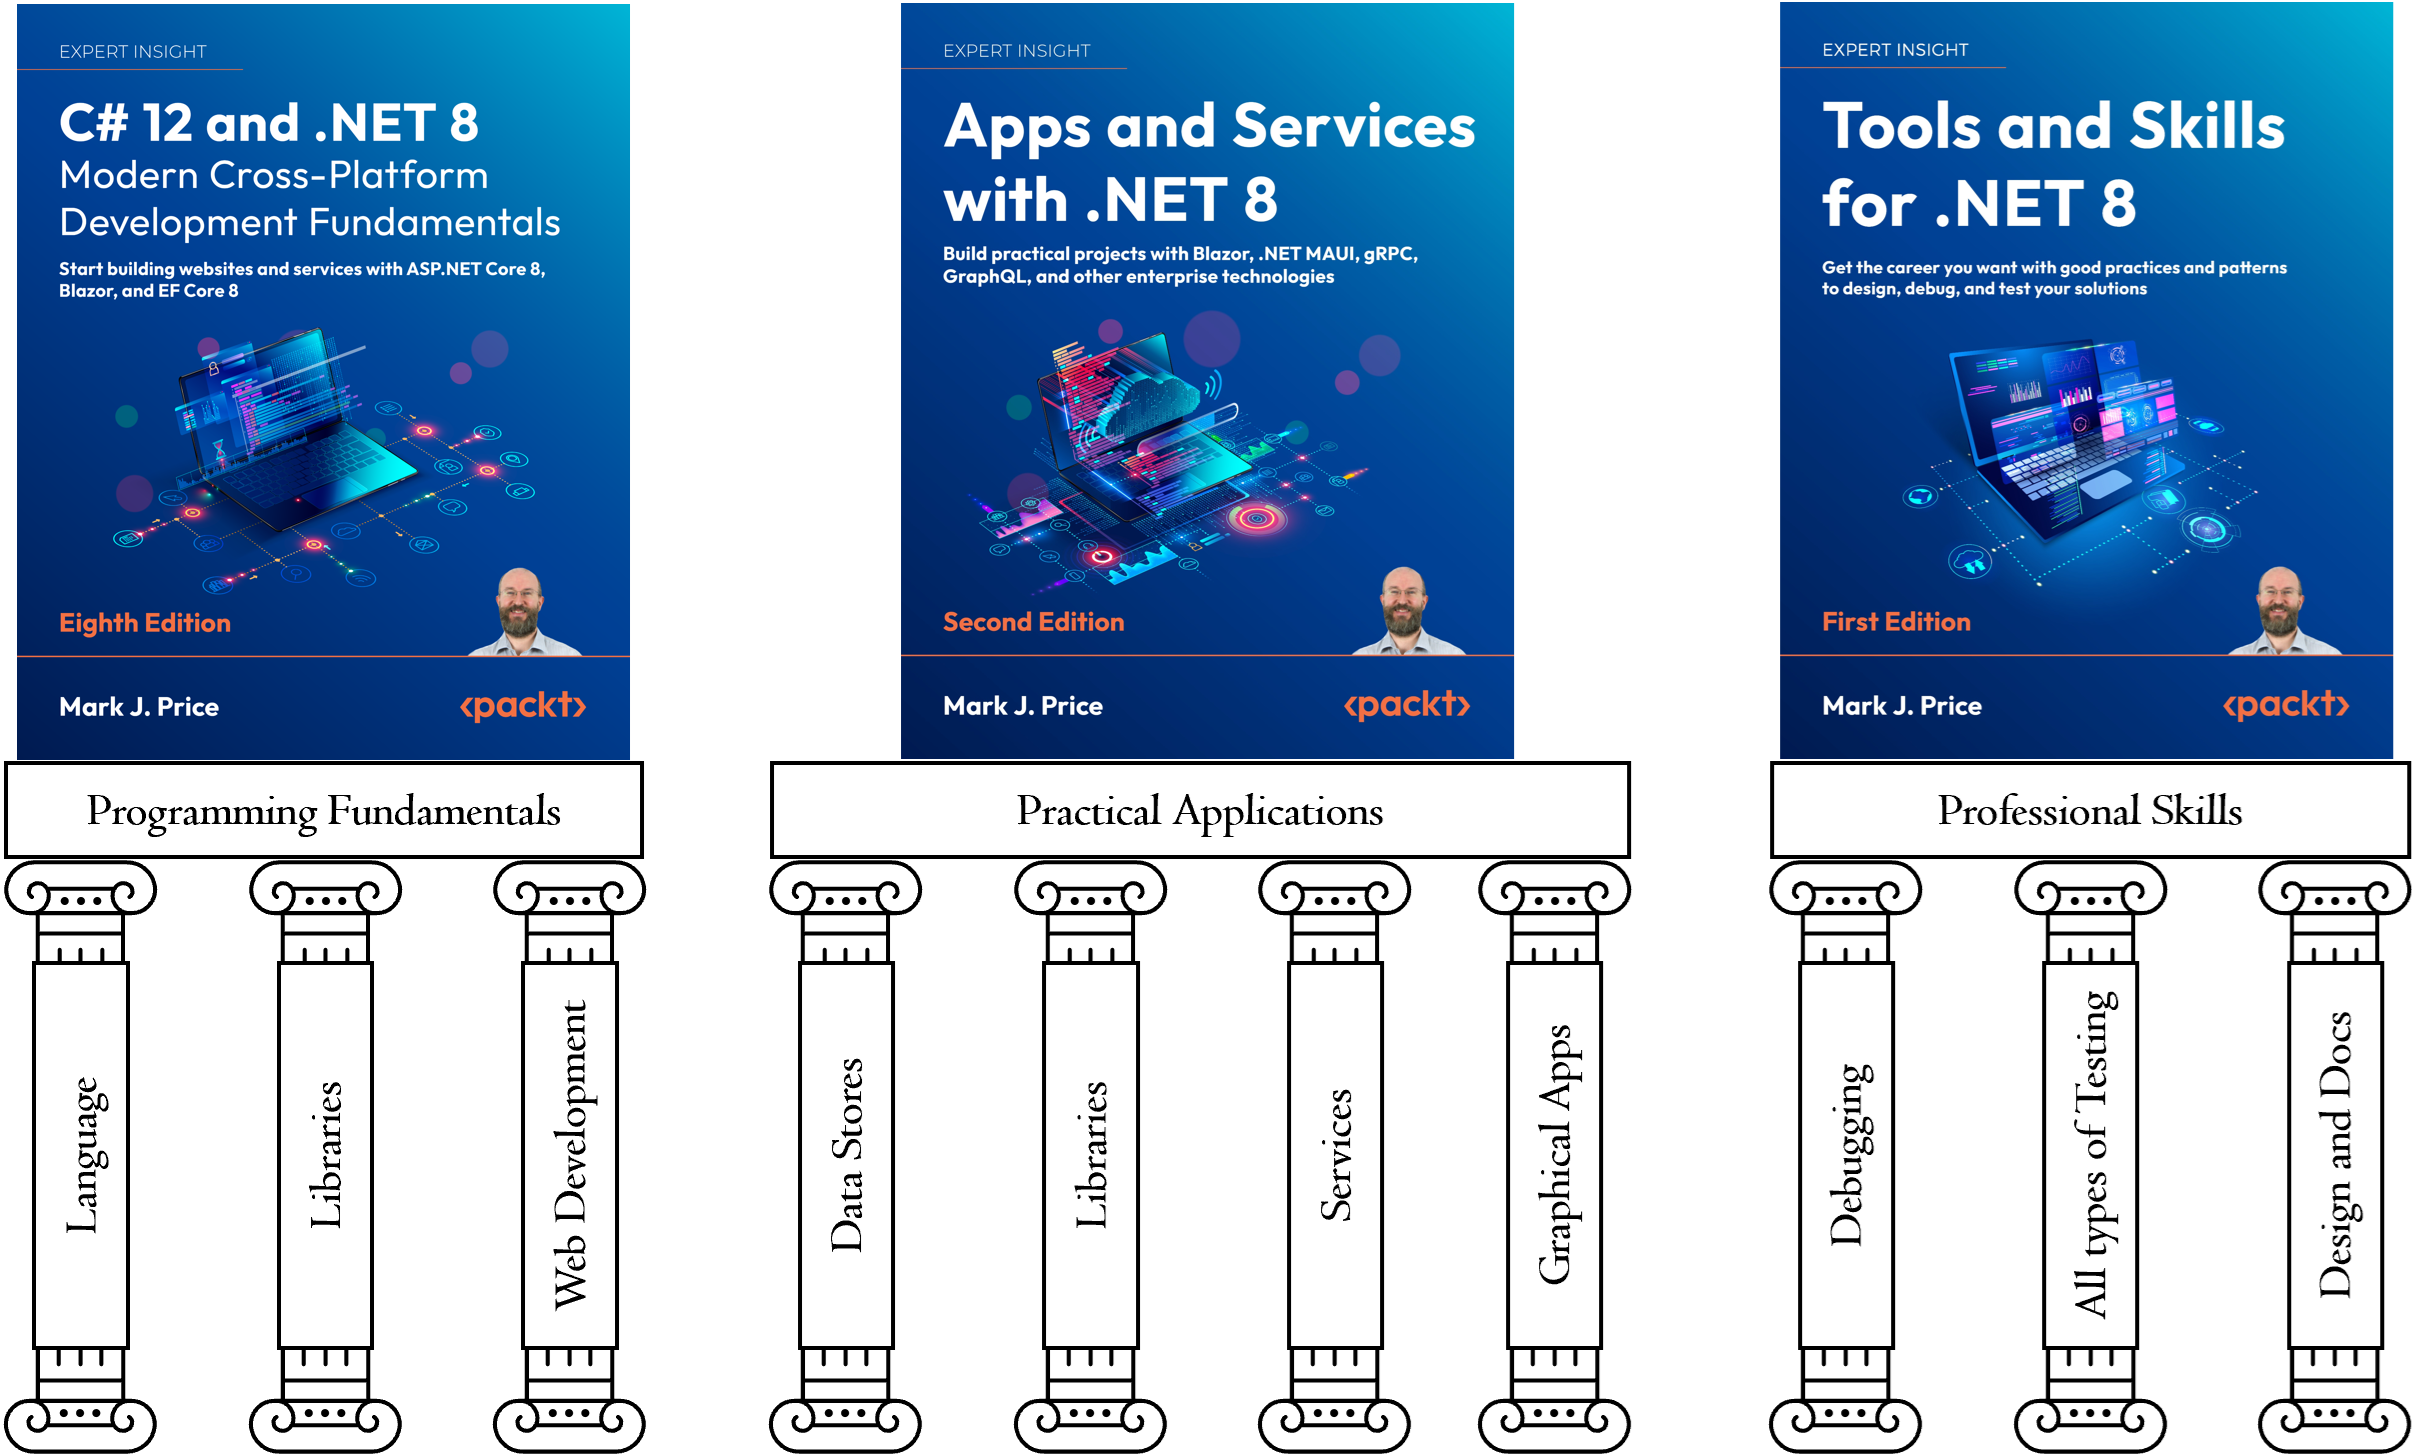 EXPERT INSIGHT
C# 12 and .NET 8
Modern Cross-Platform
Development Fundamentals
Start building websites and services with ASP.NET Core 8,
Blazor, and EF Core 8
Eighth Edition
Mark J. Price
<packt>
Programming Fundamentals
Language
Libraries
Web Development
EXPERT INSIGHT
Apps and Services
with .NET 8
Build practical projects with Blazor, .NET MAUI, gRPC,
GraphQL, and other enterprise technologies
Second Edition
Mark J. Price
<packt>
Practical Applications
Data Stores
Libraries
Services
Graphical Apps
EXPERT INSIGHT
Tools and Skills
for .NET 8
Get the career you want with good practices and patterns
to design, debug, and test your solutions
First Edition
Mark J. Price
<packt>
Professional Skills
Debugging
All types of Testing
Design and Docs